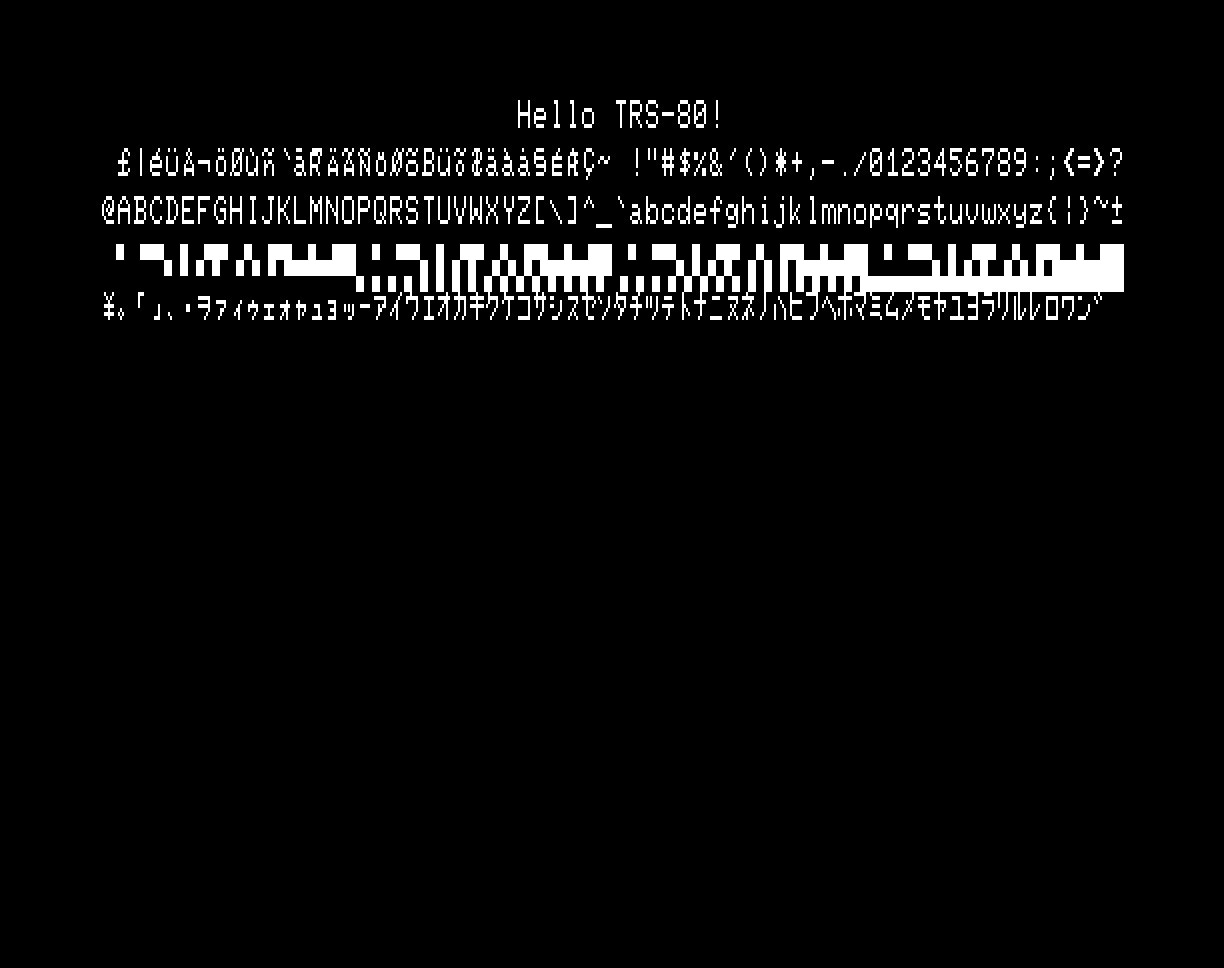 Hello TRS-80!
£|éÜÅ¬öØùñ`āÄÃÑöØõßüäàáéÇ~ !"#$%&´()*+,-./0123456789:;<=>?
@ABCDEFGHIJKLMNOPQRSTUVWXYZ[\]^_`abcdefghijklmnopqrstuvwxyz{¦}~±
¥。「」、・ヲァィゥェォャュョッーアイウエオカキクケコサシスセソタチツテトナニヌネノハヒフヘホマミムメモヤユヨラリルレロワン゛